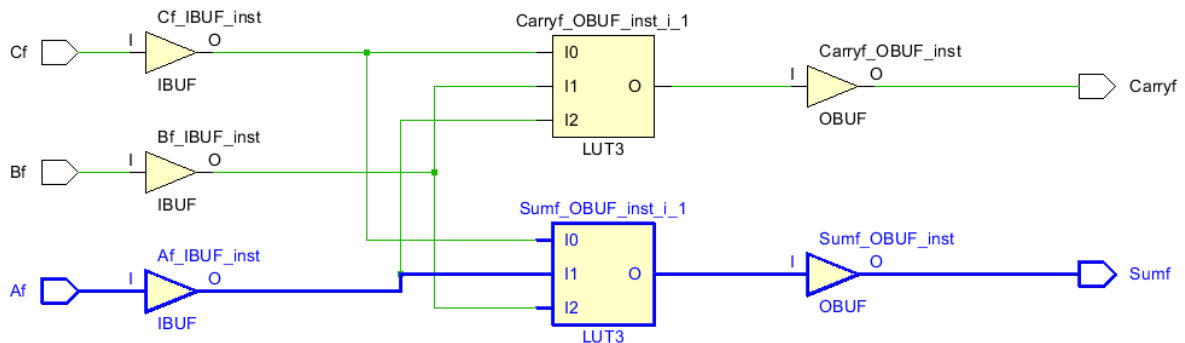 Cf_IBUF_inst
Cf
I
O
IBUF
Carryf_OBUF_inst_i_1
I0
I1
I2
O
LUT3
Carryf_OBUF_inst
I
O
OBUF
Carryf
Bf_IBUF_inst
Bf
I
O
IBUF
Sumf_OBUF_inst_i_1
I0
I1
I2
O
LUT3
Sumf_OBUF_inst
I
O
OBUF
Sumf
Af_IBUF_inst
Af
I
O
IBUF